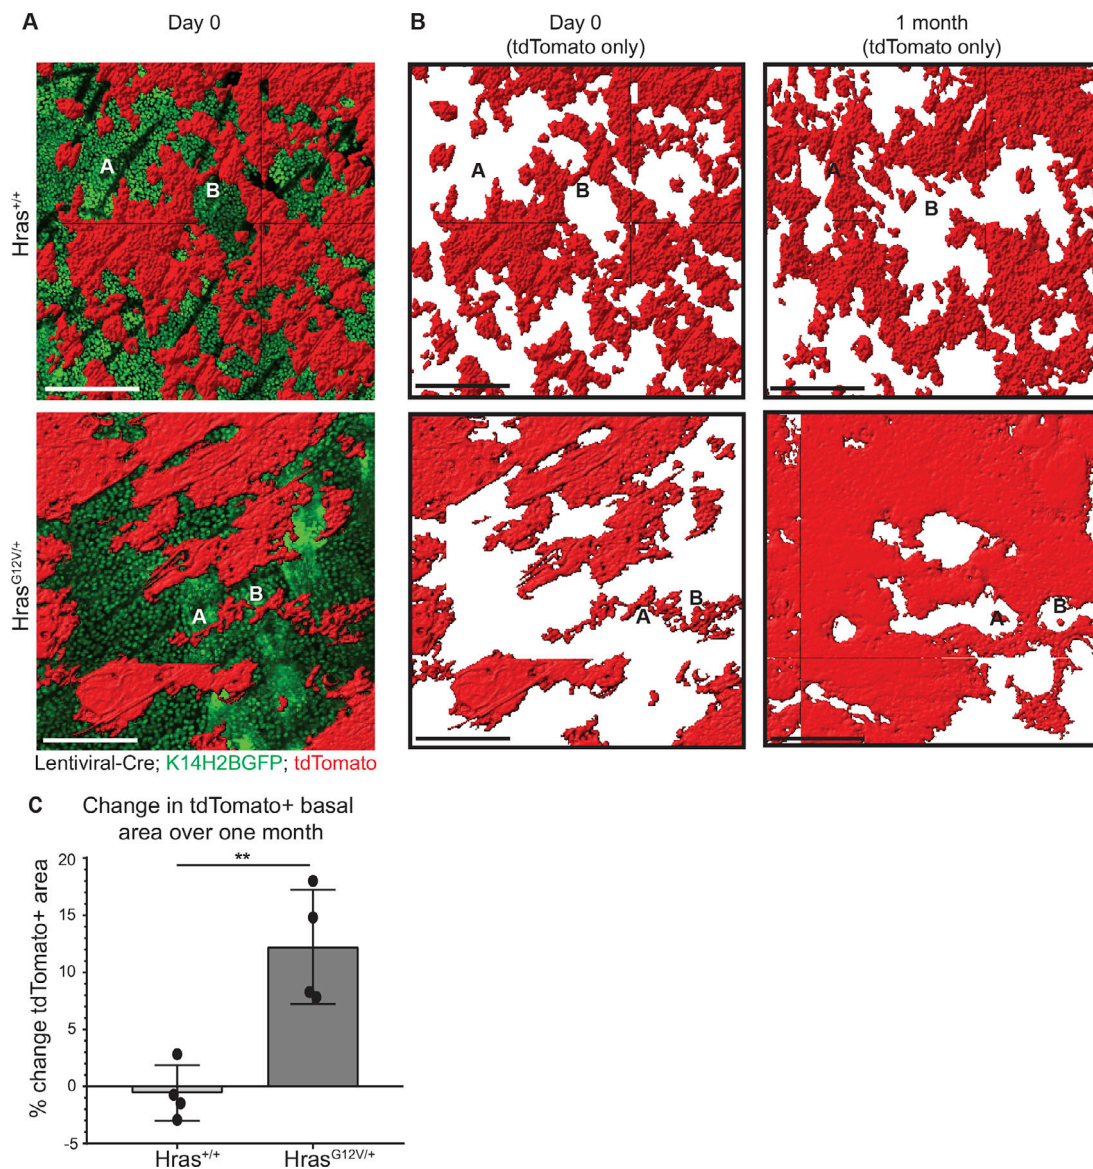 A
Day 0
B
Day 0
(tdTomato only)
1 month
(tdTomato only)
Hras+/+
A
B
A
B
A
B
HrasG12V/+
A
B
A
B
A
B
Lentiviral-Cre; K14H2BGFP; tdTomato
C
Change in tdTomato+ basal
area over one month
% change tdTomato+ area
20
15
10
5
0
-5
**
Hras+/+
HrasG12V/+